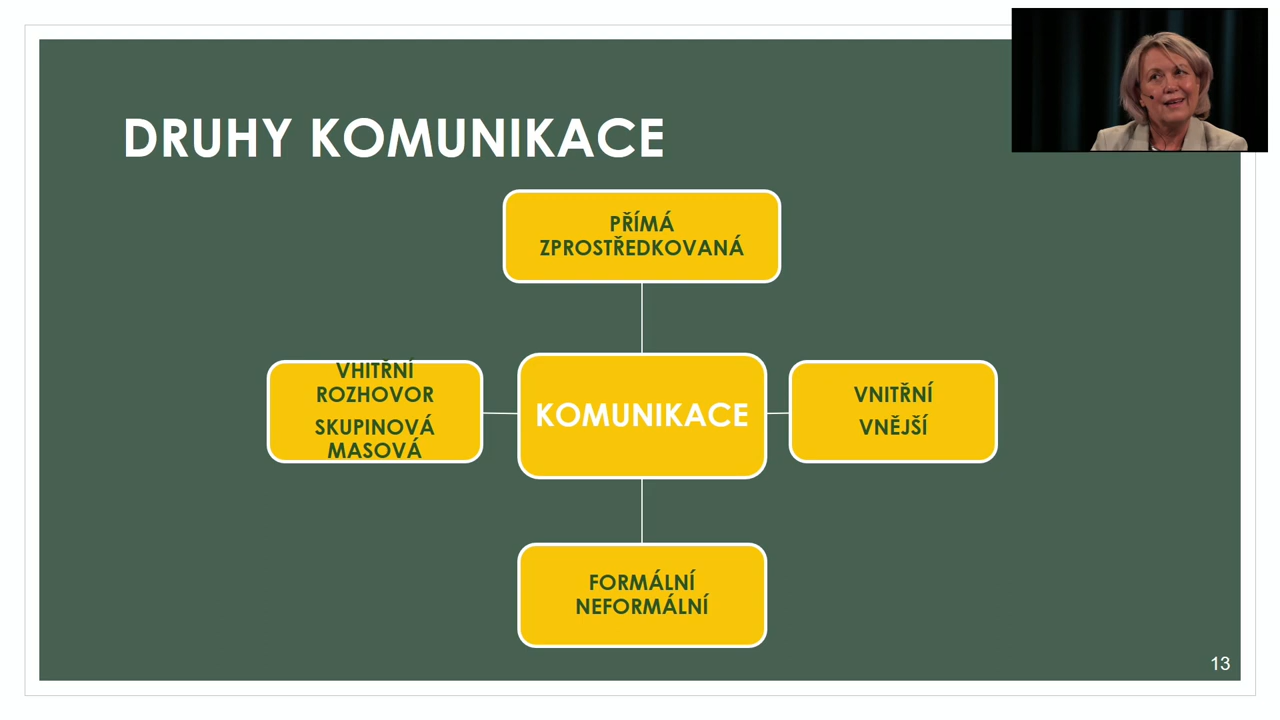 DRUHY KOMUNIKACE
PŘÍMÁ
ZPROSTŘEDKOVANÁ
VHITŘNÍ
ROZHOVOR
SKUPINOVÁ
MASOVÁ
KOMUNIKACE
VNITŘNÍ
VNĚJŠÍ
FORMÁLNÍ
NEFORMÁLNÍ
13